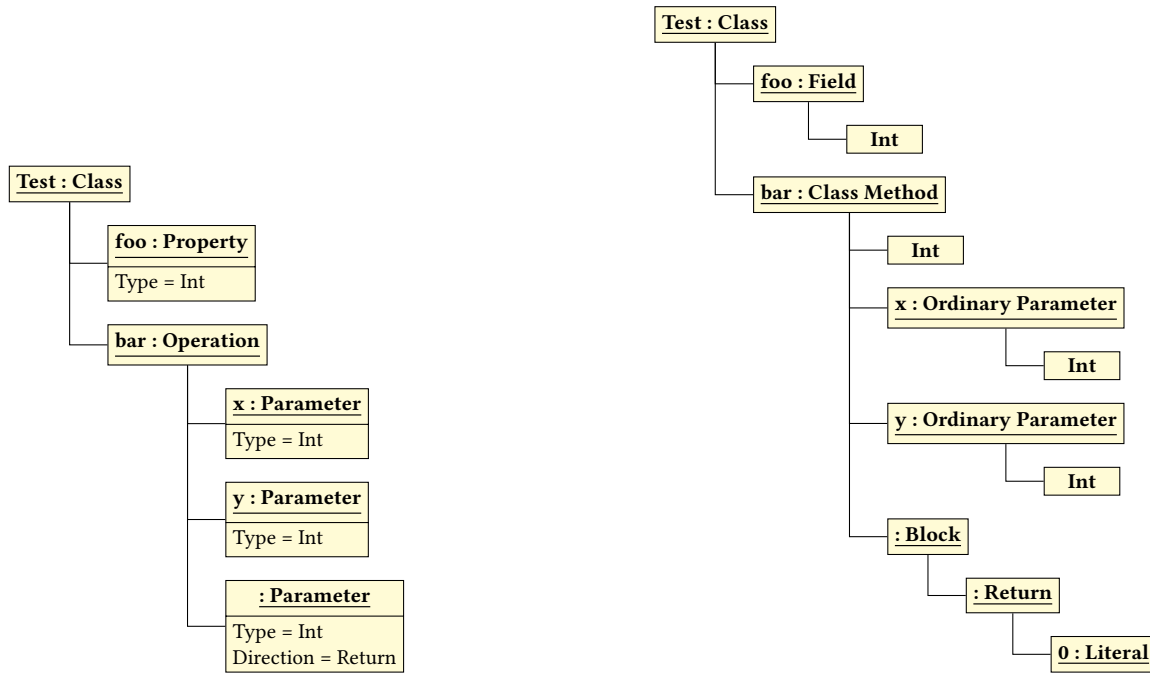 Test : Class
foo : Property
Type = Int
bar : Operation
x : Parameter
Type = Int
y : Parameter
Type = Int
: Parameter
Type = Int
Direction = Return
Test : Class
foo : Field
Int
bar : Class Method
Int
x : Ordinary Parameter
Int
y : Ordinary Parameter
Int
: Block
: Return
0 : Literal